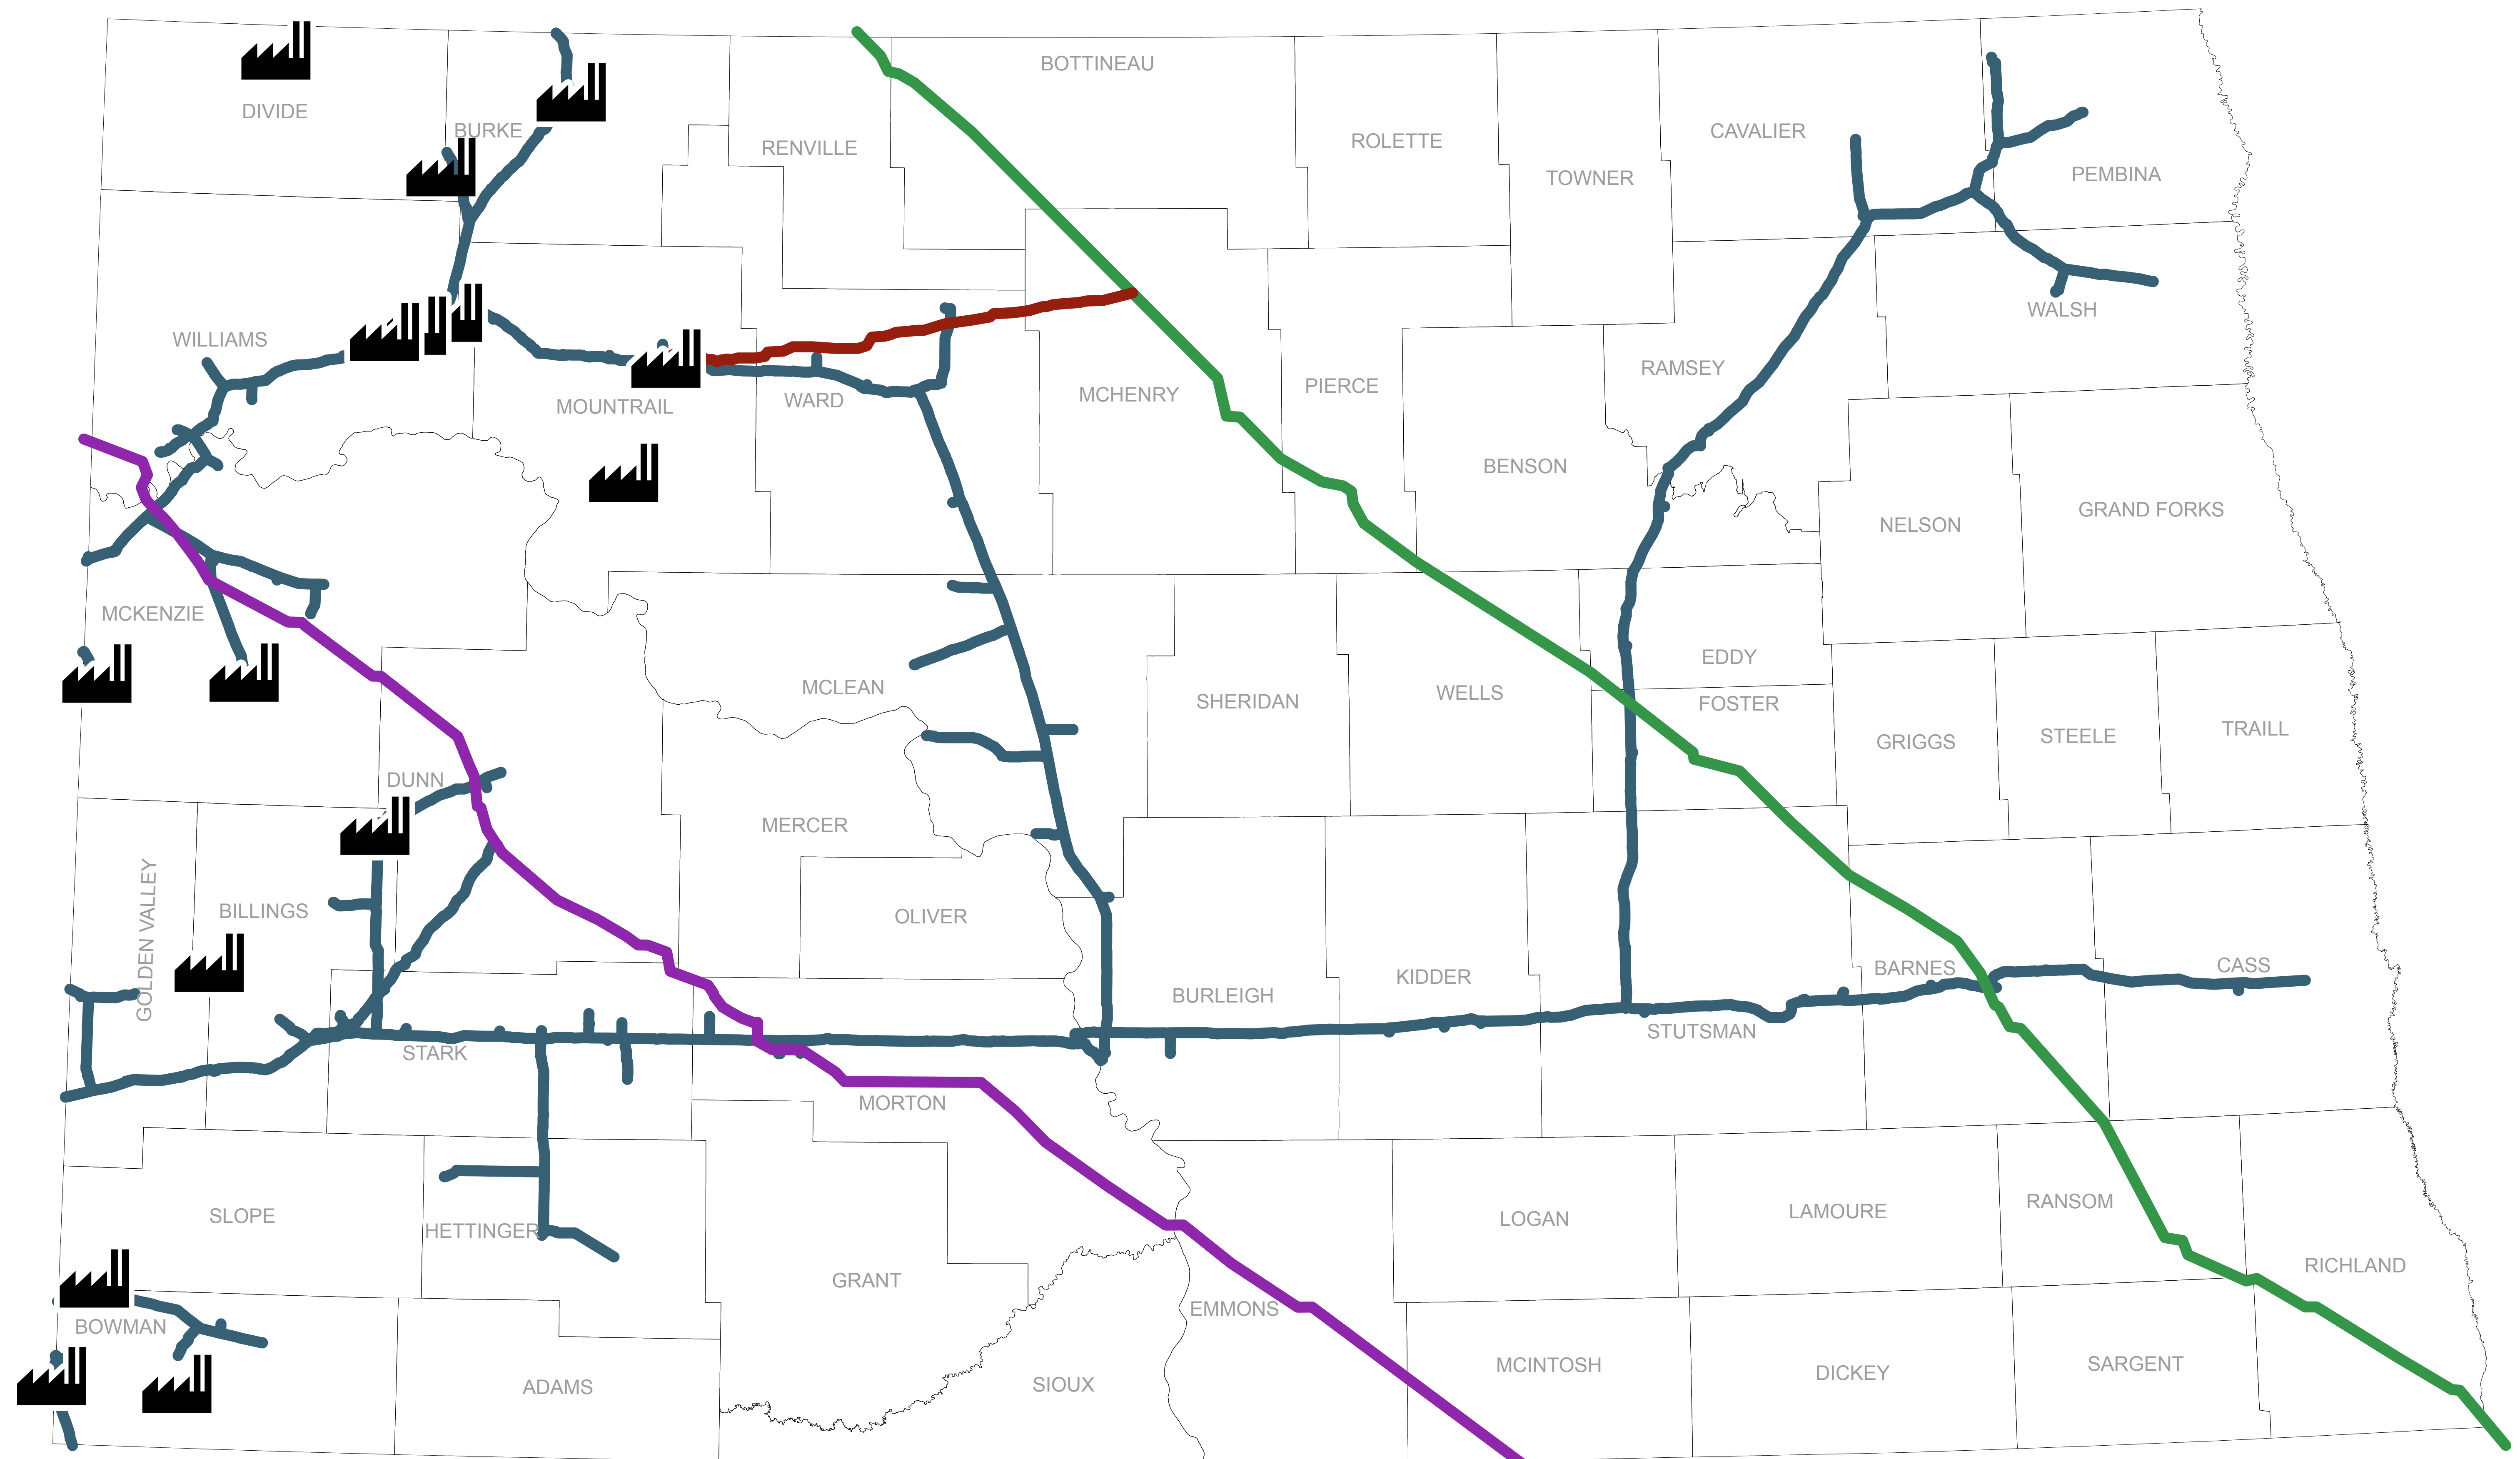 BOTTINEAU
DIVIDE
BURKE
CAVALIER
RENVILLE
ROLETTE
TOWNER
PEMBINA
WILLIAMS
WALSH
RAMSEY
MOUNTRAIL
WARD
MCHENRY
PIERCE
BENSON
GRAND FORKS
NELSON
MCKENZIE
EDDY
MCLEAN
WELLS
SHERIDAN
FOSTER
TRAILL
STEELE
GRIGGS
DUNN
MERCER
GOLDEN VALLEY
BILLINGS
OLIVER
CASS
BARNES
KIDDER
BURLEIGH
STUTSMAN
STARK
MORTON
RANSOM
LAMOURE
SLOPE
LOGAN
HETTINGER
RICHLAND
GRANT
EMMONS
BOWMAN
MCINTOSH
SARGENT
DICKEY
SIOUX
ADAMS